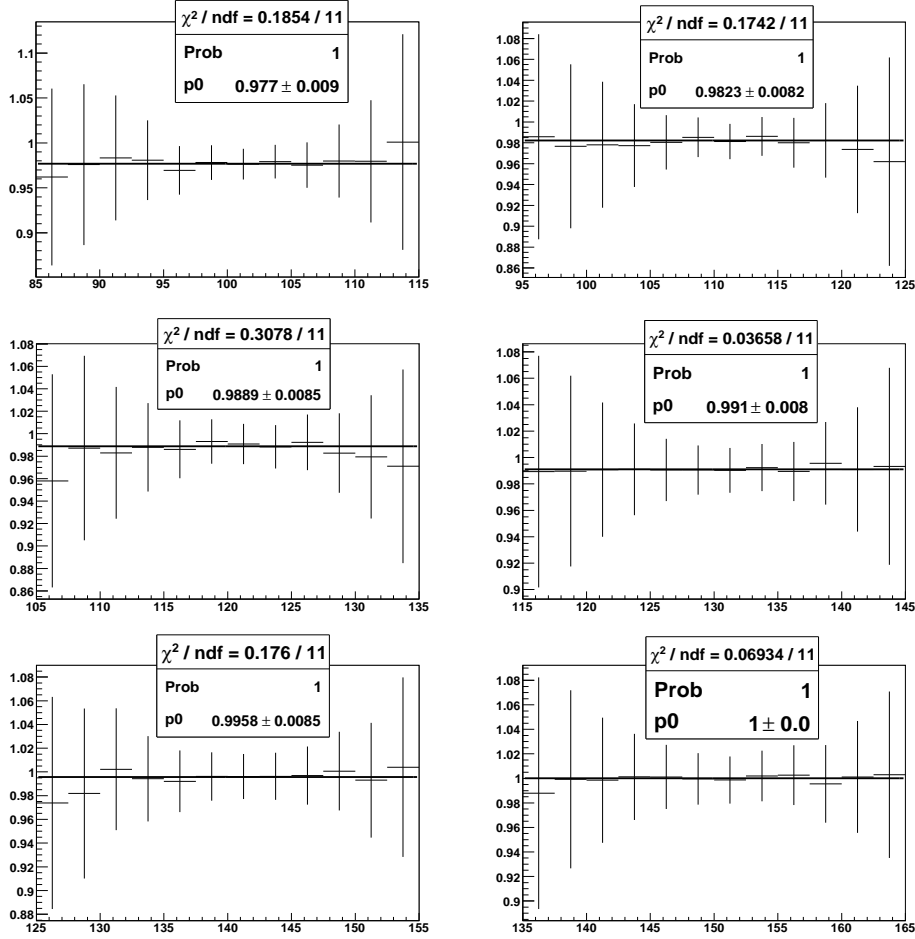 χ² / ndf = 0.1854 / 11
Prob 1
p0 0.977 ± 0.009
1.1
1.05
1
0.95
0.9
85 90 95 100 105 110 115
χ² / ndf = 0.1742 / 11
Prob 1
p0 0.9823 ± 0.0082
1.08
1.06
1.04
1.02
1
0.98
0.96
0.94
0.92
0.9
0.88
0.86
95 100 105 110 115 120 125
χ² / ndf = 0.3078 / 11
Prob 1
p0 0.9889 ± 0.0085
1.08
1.06
1.04
1.02
1
0.98
0.96
0.94
0.92
0.9
0.88
0.86
105 110 115 120 125 130 135
χ² / ndf = 0.03658 / 11
Prob 1
p0 0.991 ± 0.008
1.08
1.06
1.04
1.02
1
0.98
0.96
0.94
0.92
0.9
115 120 125 130 135 140 145
χ² / ndf = 0.176 / 11
Prob 1
p0 0.9958 ± 0.0085
1.08
1.06
1.04
1.02
1
0.98
0.96
0.94
0.92
0.9
0.88
125 130 135 140 145 150 155
χ² / ndf = 0.06934 / 11
Prob 1
p0 1 ± 0.0
1.08
1.06
1.04
1.02
1
0.98
0.96
0.94
0.92
0.9
135 140 145 150 155 160 165